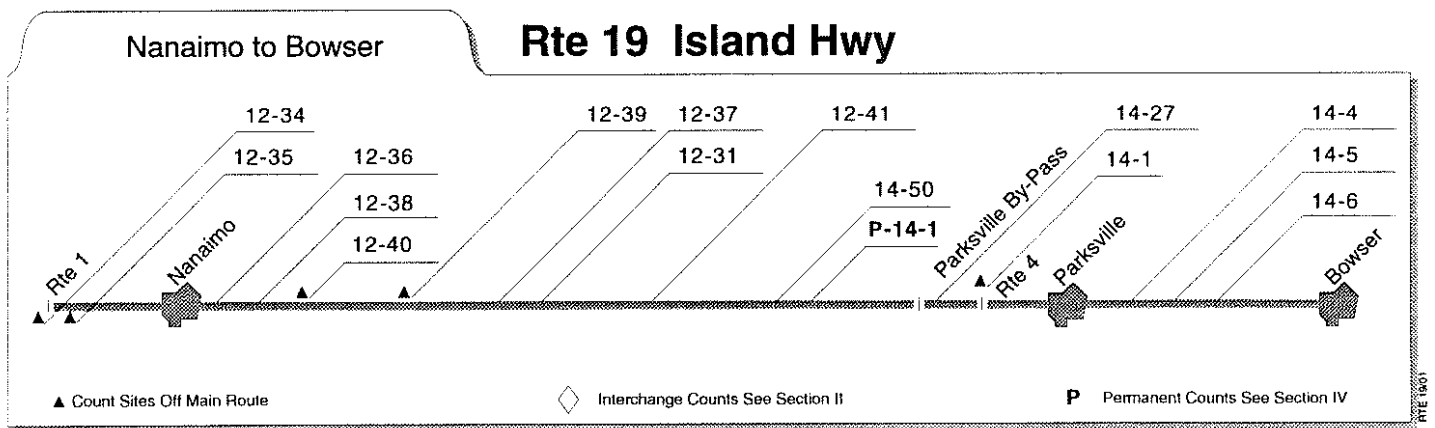 Nanaimo to Bowser
Rte 19 Island Hwy
12-34
12-39
12-37
12-41
14-27
14-4
12-35
12-36
12-31
14-1
14-5
12-38
14-50
14-6
12-40
P-14-1
Rte 1
Nanaimo
Parksville By-Pass
Rte 4
Parksville
Bowser
▲ Count Sites Off Main Route
Interchange Counts See Section II
P Permanent Counts See Section IV
RTE 19/01